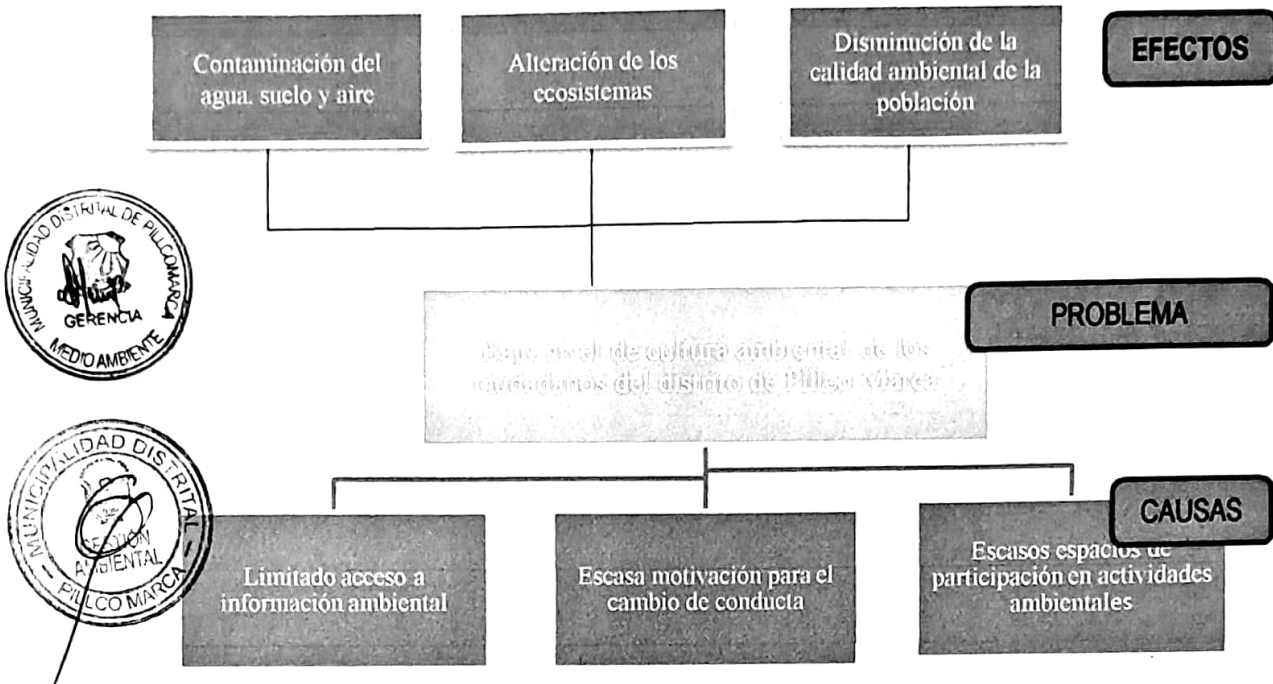 Contaminación del
agua, suelo y aire
Alteración de los
ecosistemas
Disminución de la
calidad ambiental de la
población
EFECTOS
MUNICIPALIDAD DISTRITAL DE PILLCOMARCA
GERENCIA
MEDIO AMBIENTE
PROBLEMA
Bajo nivel de cultura ambiental de los
ciudadanos del distrito de Pillco Marca
MUNICIPALIDAD DISTRITAL
GESTIÓN
AMBIENTAL
PILLCO MARCA
CAUSAS
Limitado acceso a
información ambiental
Escasa motivación para el
cambio de conducta
Escasos espacios de
participación en actividades
ambientales